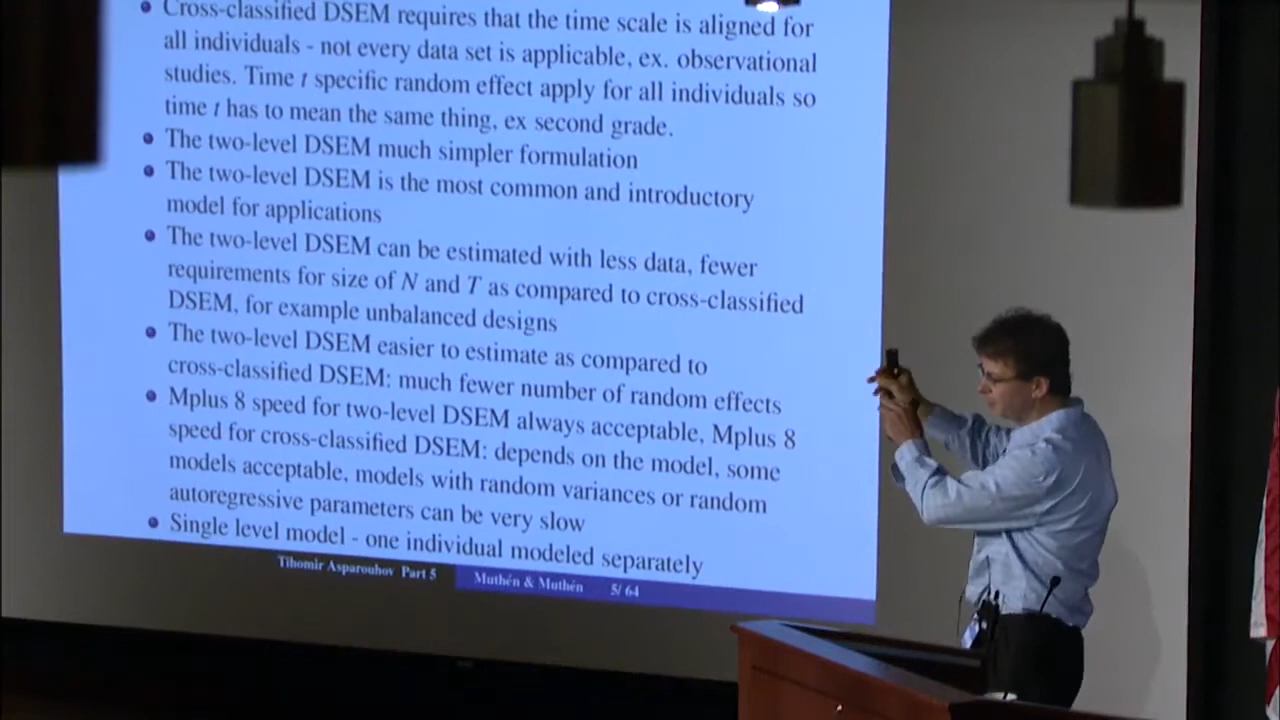 Cross-classified DSEM requires that the time scale is aligned for
all individuals - not every data set is applicable, ex. observational
studies. Time t specific random effect apply for all individuals so
time t has to mean the same thing, ex second grade.
The two-level DSEM much simpler formulation
The two-level DSEM is the most common and introductory
model for applications
The two-level DSEM can be estimated with less data, fewer
requirements for size of N and T as compared to cross-classified
DSEM, for example unbalanced designs
The two-level DSEM easier to estimate as compared to
cross-classified DSEM: much fewer number of random effects
Mplus 8 speed for two-level DSEM always acceptable, Mplus 8
speed for cross-classified DSEM: depends on the model, some
models acceptable, models with random variances or random
autoregressive parameters can be very slow
Single level model - one individual modeled separately
Tihomir Asparouhov Part 5 Muthén & Muthén 5/ 64